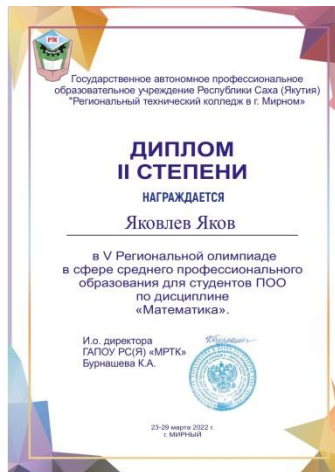 РТК
Государственное автономное профессиональное
образовательное учреждение Республики Саха (Якутия)
"Региональный технический колледж в г. Мирном»
ДИПЛОМ
II СТЕПЕНИ
НАГРАЖДАЕТСЯ
Яковлев Яков
в V Региональной олимпиаде
в сфере среднего профессионального
образования для студентов ПОО
по дисциплине
«Математика».
И.о. директора
ГАПОУ РС(Я) «МРТК»
Бурнашева К.А.
23-29 марта 2022 г.
г. МИРНЫЙ